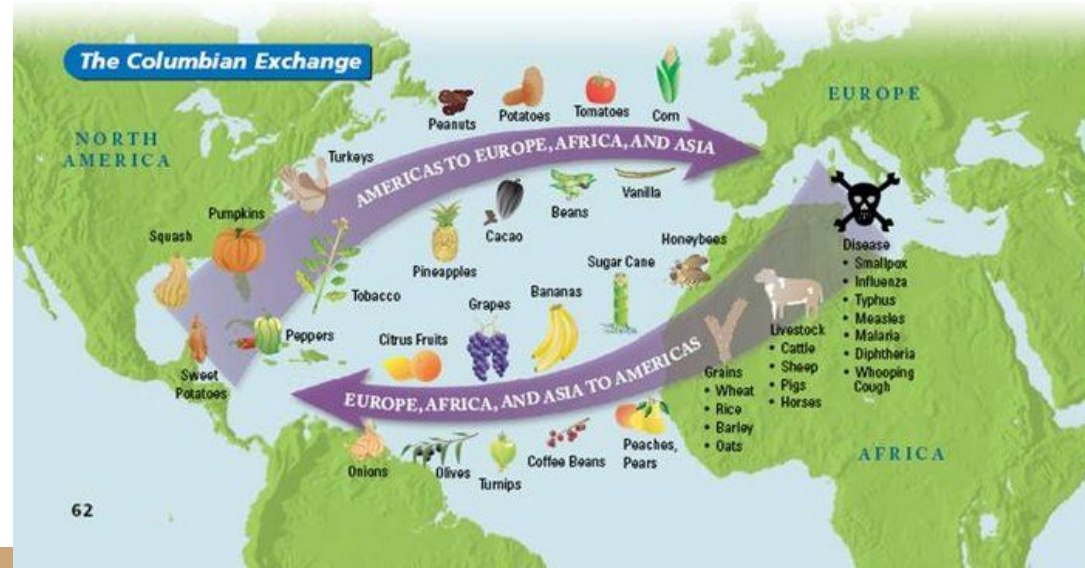 The Columbian Exchange
NORTH
AMERICA
EUROPE
AFRICA
AMERICAS TO EUROPE, AFRICA, AND ASIA
Peanuts
Potatoes
Tomatoes
Corn
Turkeys
Pumpkins
Squash
Tobacco
Peppers
Sweet
Potatoes
Pineapples
Cacao
Beans
Vanilla
EUROPE, AFRICA, AND ASIA TO AMERICAS
Honeybees
Sugar Cane
Bananas
Grapes
Citrus Fruits
Onions
Olives
Turnips
Coffee Beans
Peaches,
Pears
Grains
• Wheat
• Rice
• Barley
• Oats
Livestock
• Cattle
• Sheep
• Pigs
• Horses
Disease
• Smallpox
• Influenza
• Typhus
• Measles
• Malaria
• Diphtheria
• Whooping
Cough
62